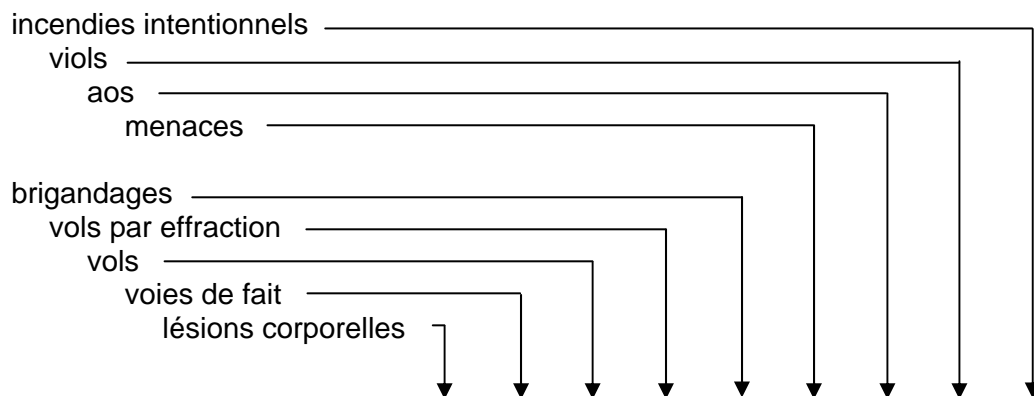 incendies intentionnels
viols
aos
menaces
brigandages
vols par effraction
vols
voies de fait
lésions corporelles